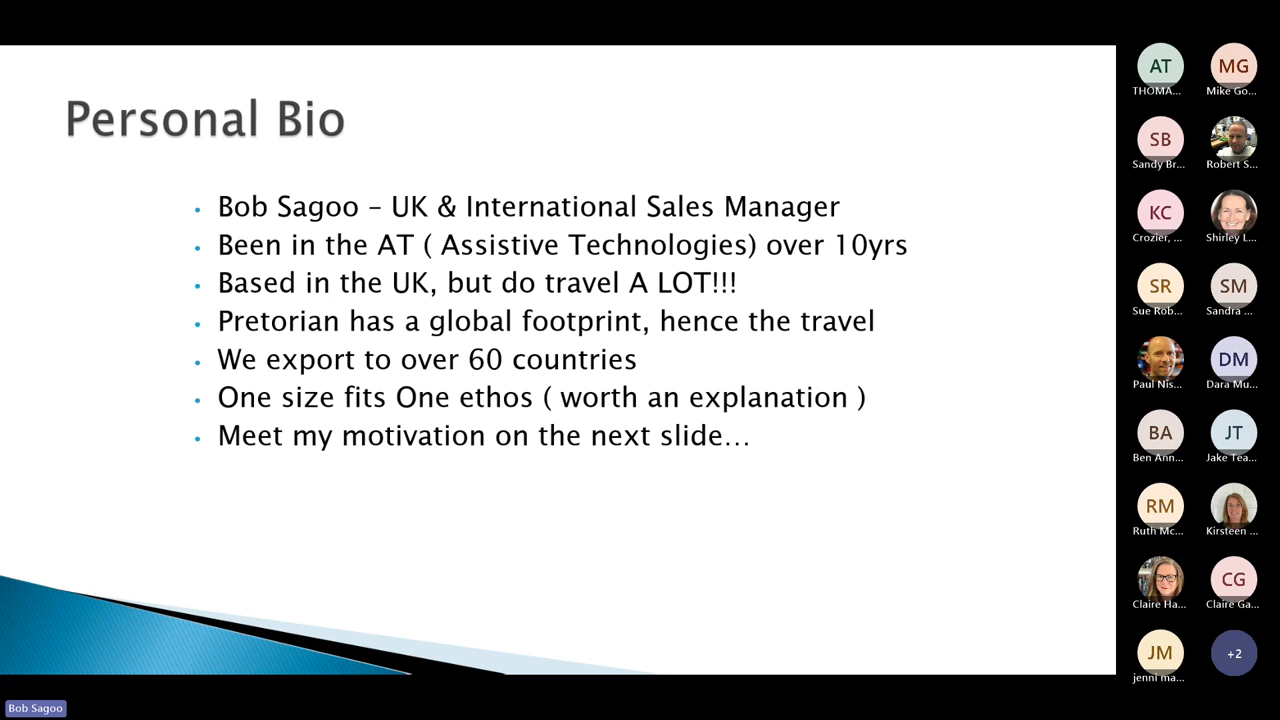 Personal Bio
Bob Sagoo – UK & International Sales Manager
Been in the AT ( Assistive Technologies) over 10yrs
Based in the UK, but do travel A LOT!!!
Pretorian has a global footprint, hence the travel
We export to over 60 countries
One size fits One ethos ( worth an explanation )
Meet my motivation on the next slide…
AT
THOMA...
MG
Mike Go...
SB
Sandy Br...
Robert S...
KC
Crozier, ...
Shirley L...
SR
Sue Rob...
SM
Sandra ...
Paul Nis...
DM
Dara Mu...
BA
Ben Ann...
JT
Jake Tea...
RM
Ruth Mc...
Kirsteen ...
Claire Ha...
CG
Claire Ga...
JM
jenni ma...
+2
Bob Sagoo